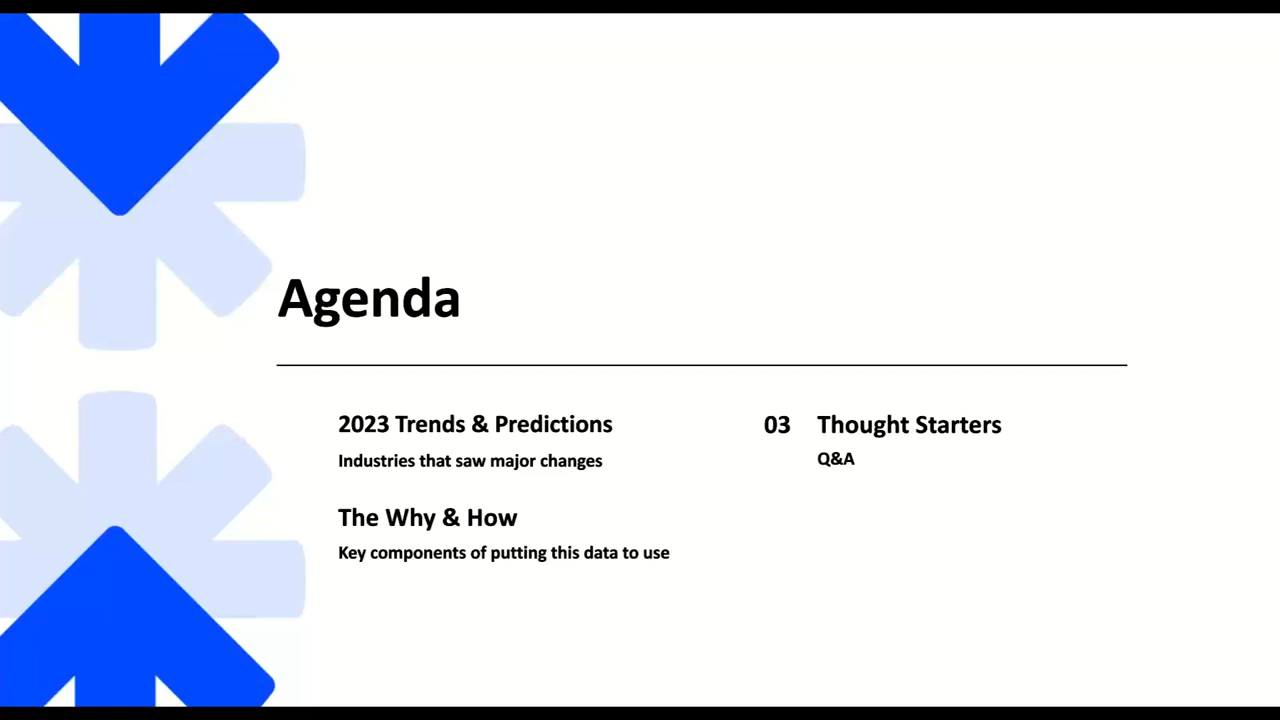 Agenda
2023 Trends & Predictions
Industries that saw major changes
The Why & How
Key components of putting this data to use
03 Thought Starters
Q&A